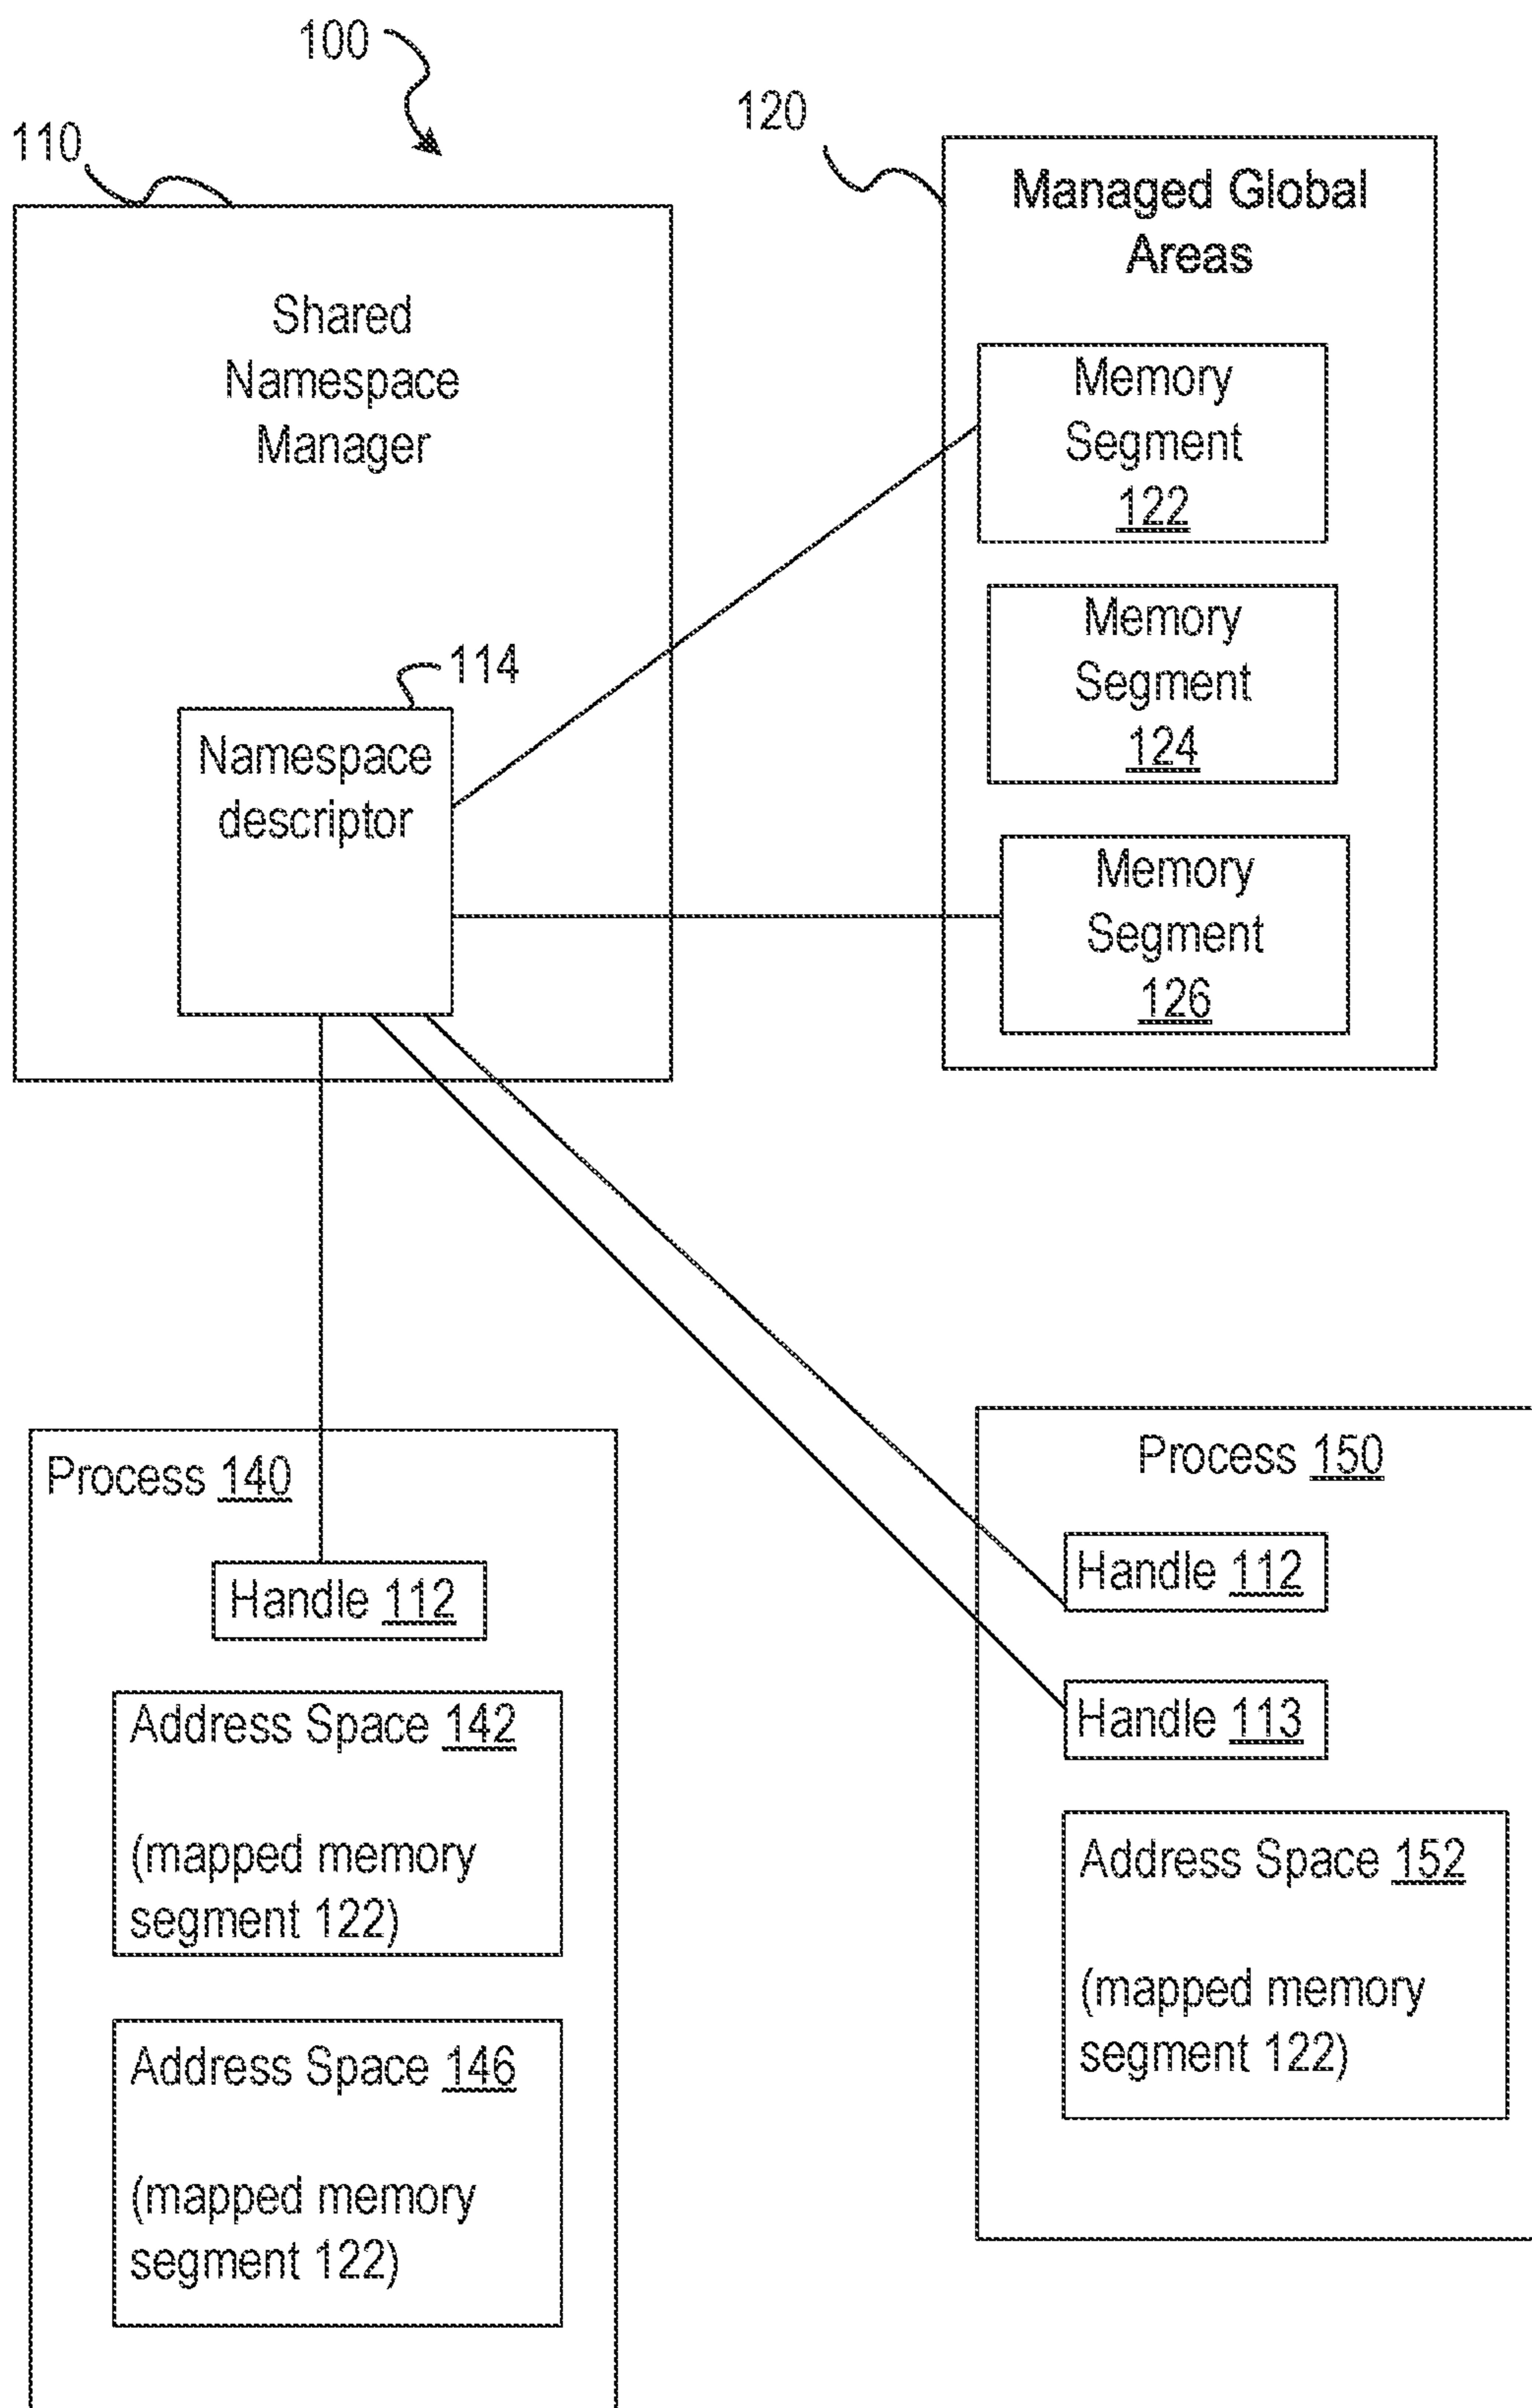 100
110
120
Managed Global
Areas
Shared
Namespace
Manager
Memory
Segment
122
Memory
Segment
124
114
Namespace
descriptor
Memory
Segment
126
Process 140
Handle 112
Address Space 142
(mapped memory
segment 122)
Address Space 146
(mapped memory
segment 122)
Process 150
Handle 112
Handle 113
Address Space 152
(mapped memory
segment 122)